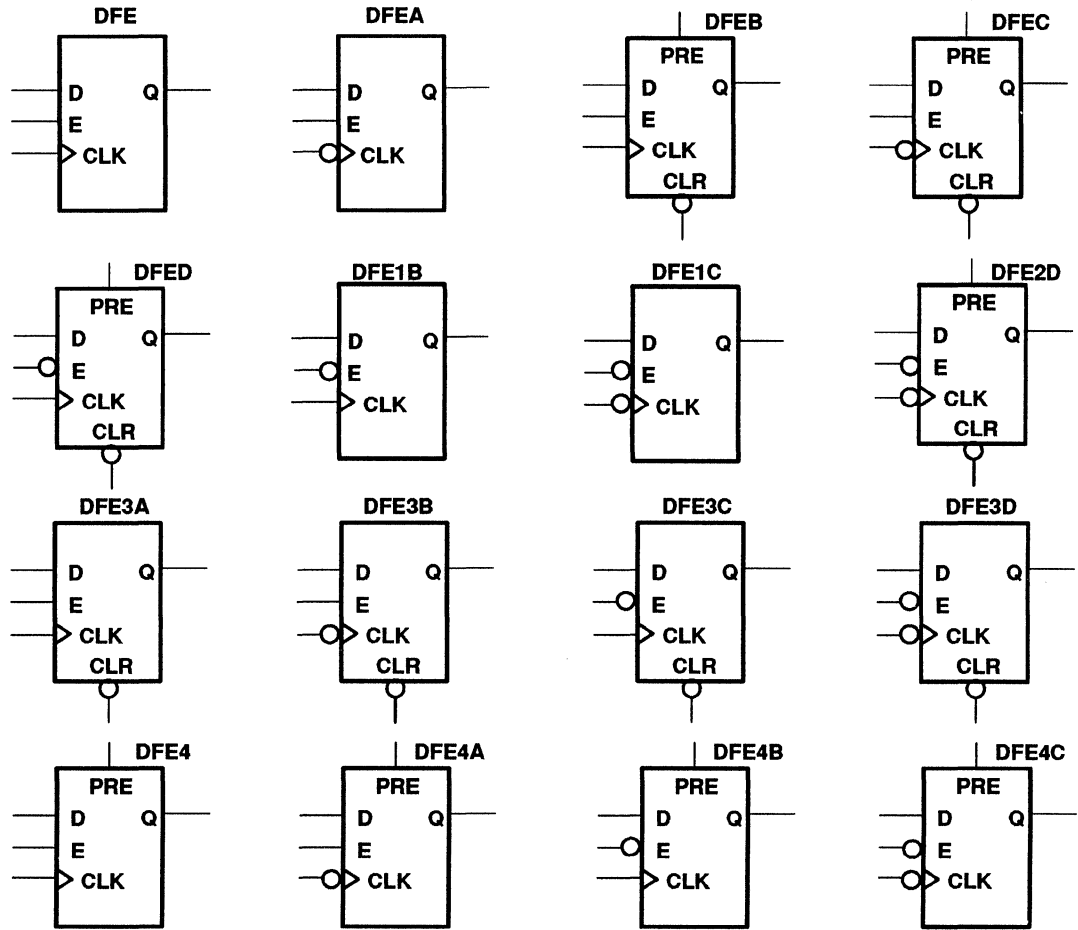 DFE
D Q
E
CLK
DFEA
D Q
E
CLK
DFEB
PRE
D Q
E
CLK
CLR
DFEC
PRE
D Q
E
CLK
CLR
DFED
PRE
D Q
E
CLK
CLR
DFE1B
D Q
E
CLK
DFE1C
D Q
E
CLK
DFE2D
PRE
D Q
E
CLK
CLR
DFE3A
D Q
E
CLK
CLR
DFE3B
D Q
E
CLK
CLR
DFE3C
D Q
E
CLK
CLR
DFE3D
D Q
E
CLK
CLR
DFE4
PRE
D Q
E
CLK
DFE4A
PRE
D Q
E
CLK
DFE4B
PRE
D Q
E
CLK
DFE4C
PRE
D Q
E
CLK